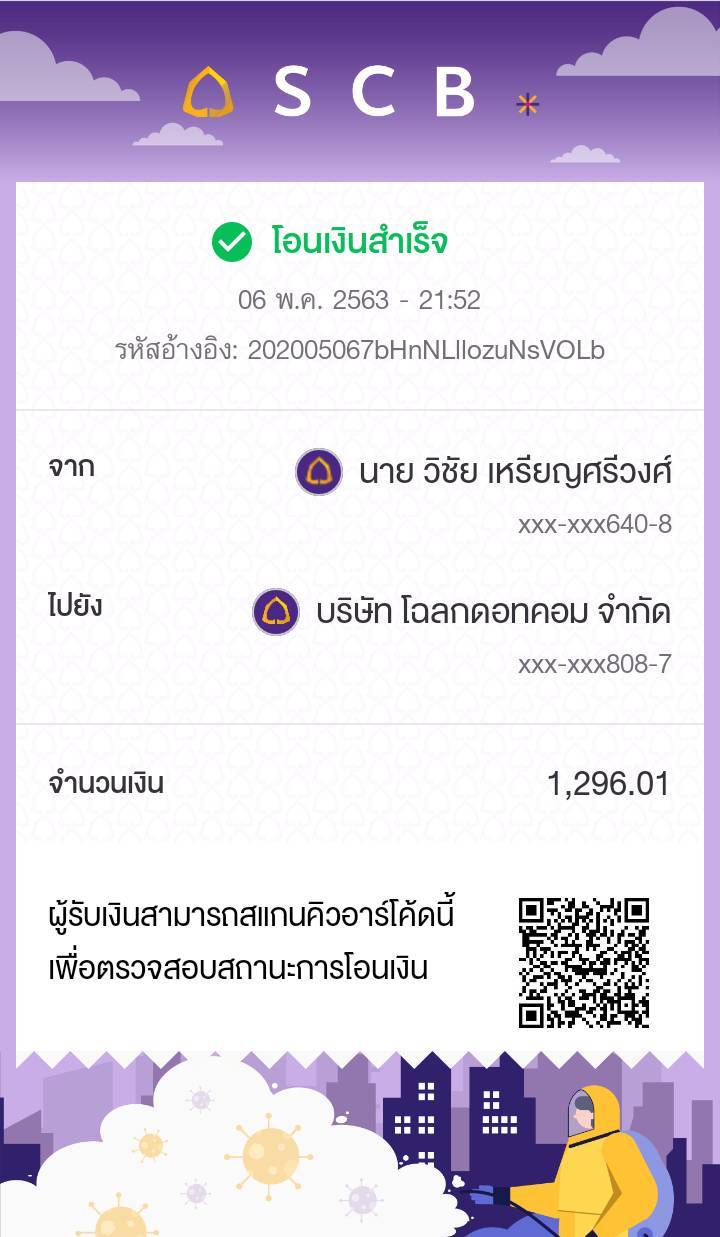 SCB
โอนเงินสำเร็จ
06 พ.ค. 2563 - 21:52
รหัสอ้างอิง: 202005067bHnNLlIozuNsVOLb
จาก นาย วิชัย เหรียญศรีวงศ์
xxx-xxx640-8
ไปยัง บริษัท โฉลกดอทคอม จำกัด
xxx-xxx808-7
จำนวนเงิน 1,296.01
ผู้รับเงินสามารถสแกนคิวอาร์โค้ดนี้
เพื่อตรวจสอบสถานะการโอนเงิน